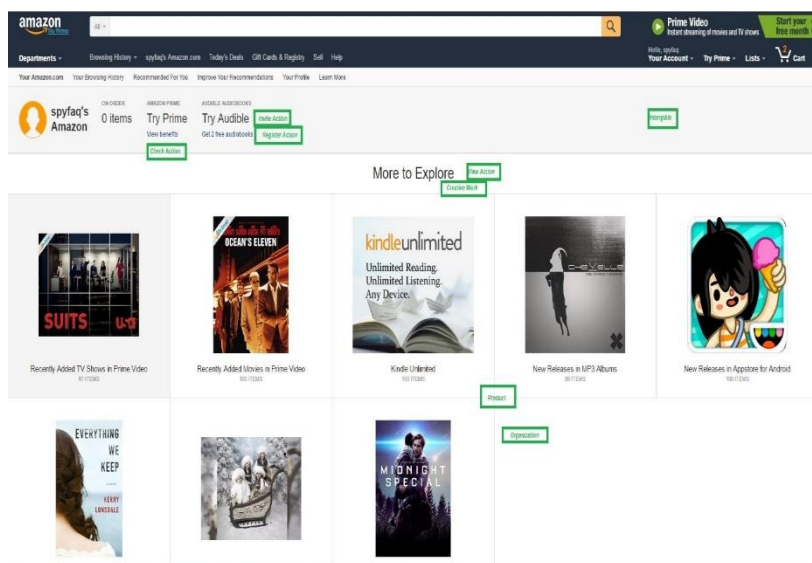 amazon
Try Prime
All
Prime Video
Instant streaming of movies and TV shows
Start your
free month
Departments
Browsing History
spyfaq's Amazon.com
Today's Deals
Gift Cards & Registry
Sell
Help
Hello, spyfaq
Your Account
Try Prime
Lists
2
Cart
Your Amazon.com
Your Browsing History
Recommended For You
Improve Your Recommendations
Your Profile
Learn More
spyfaq's
Amazon
ON ORDER
0 items
AMAZON PRIME
Try Prime
View benefits
Check Action
AUDIBLE AUDIOBOOKS
Try Audible
Invite Action
Get 2 free audiobooks
Register Action
Intangible
More to Explore
View Action
Creative Work
SUITS
usa
OCEAN'S ELEVEN
kindleunlimited
Unlimited Reading.
Unlimited Listening.
Any Device.
CHEVELLE
Recently Added TV Shows in Prime Video
Recently Added Movies in Prime Video
100 ITEMS
Kindle Unlimited
New Releases in MP3 Albums
New Releases in Appstore for Android
100 ITEMS
Product
Organization
EVERYTHING
WE
KEEP
KERRY
LONSDALE
MIDNIGHT
SPECIAL